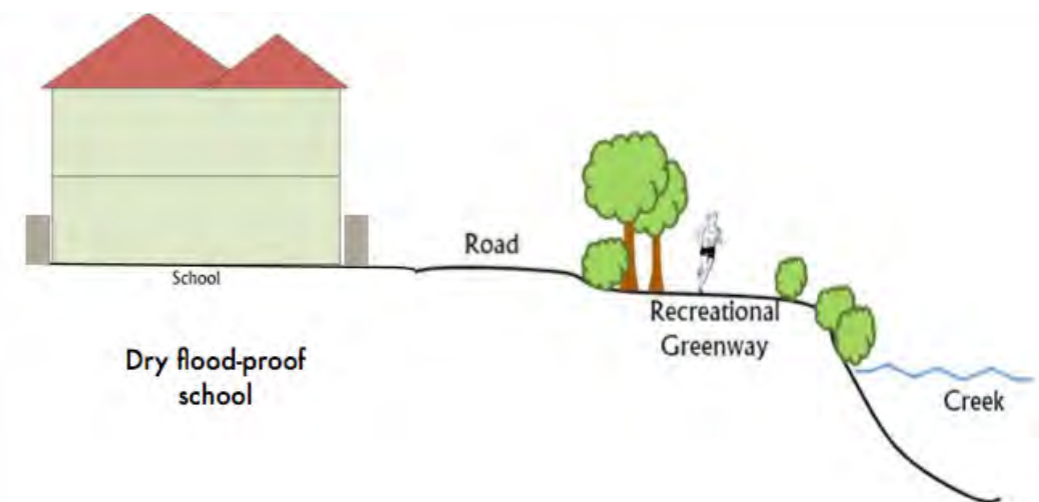 School
Road
Recreational
Greenway
Creek
Dry flood-proof
school